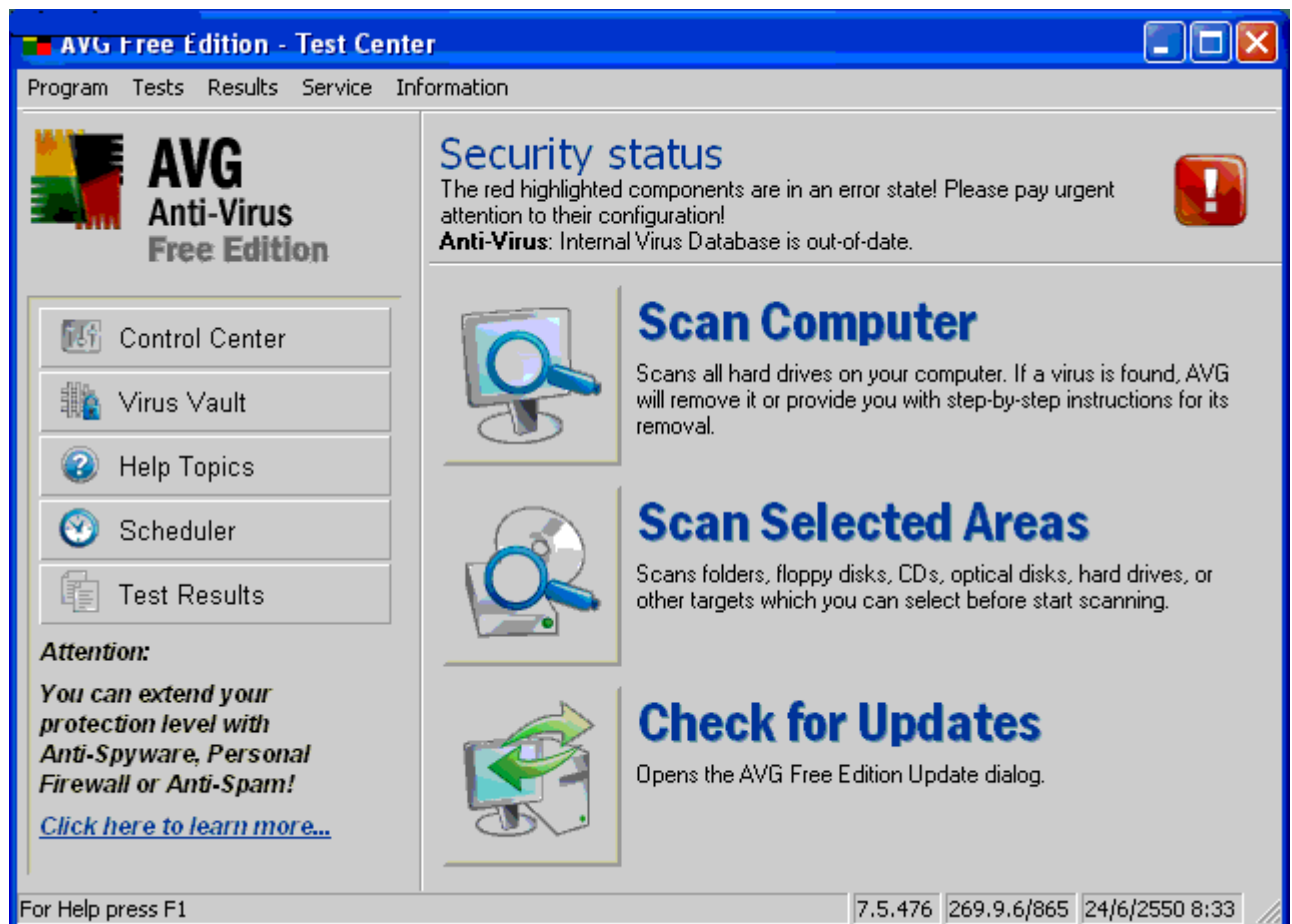 AVG Free Edition - Test Center
Program Tests Results Service Information
AVG
Anti-Virus
Free Edition
Control Center
Virus Vault
Help Topics
Scheduler
Test Results
Attention:
You can extend your
protection level with
Anti-Spyware, Personal
Firewall or Anti-Spam!
Click here to learn more...
Security status
The red highlighted components are in an error state! Please pay urgent
attention to their configuration!
Anti-Virus: Internal Virus Database is out-of-date.
Scan Computer
Scans all hard drives on your computer. If a virus is found, AVG
will remove it or provide you with step-by-step instructions for its
removal.
Scan Selected Areas
Scans folders, floppy disks, CDs, optical disks, hard drives, or
other targets which you can select before start scanning.
Check for Updates
Opens the AVG Free Edition Update dialog.
For Help press F1
7.5.476 269.9.6/865 24/6/2550 8:33